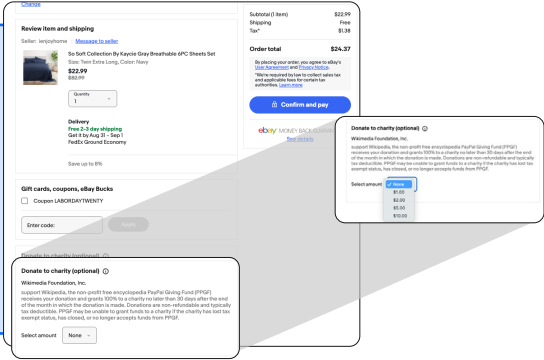 Change
Review item and shipping
Seller: ienjoyhome Message to seller
So Soft Collection By Kaycie Gray Breathable 6PC Sheets Set
Size: Twin Extra Long, Color: Navy
$22.99
$82.99
Quantity
1
Delivery
Free 2-3 day shipping
Get it by Aug 31 - Sep 1
FedEx Ground Economy
Save up to 8%
Gift cards, coupons, eBay Bucks
Coupon LABORDAYTWENTY
Enter code:
Apply
Donate to charity (optional)
Donate to charity (optional)
Wikimedia Foundation, Inc.
support Wikipedia, the non-profit free encyclopedia PayPal Giving Fund (PPGF)
receives your donation and grants 100% to a charity no later than 30 days after the end
of the month in which the donation is made. Donations are non-refundable and typically
tax deductible. PPGF may be unable to grant funds to a charity if the charity has lost tax
exempt status, has closed, or no longer accepts funds from PPGF.
Select amount None
Subtotal (1 item) $22.99
Shipping Free
Tax* $1.38
Order total $24.37
By placing your order, you agree to eBay's
User Agreement and Privacy Notice.
*We're required by law to collect sales tax
and applicable fees for certain tax
authorities. Learn more
Confirm and pay
ebay MONEY BACK
See details
Donate to charity (optional)
Wikimedia Foundation, Inc.
support Wikipedia, the non-profit free encyclopedia PayPal Giving Fund (PPGF)
receives your donation and grants 100% to a charity no later than 30 days after the end
of the month in which the donation is made. Donations are non-refundable and typically
tax deductible. PPGF may be unable to grant funds to a charity if the charity has lost tax
exempt status, has closed, or no longer accepts funds from PPGF.
Select amount None
$1.00
$2.00
$5.00
$10.00